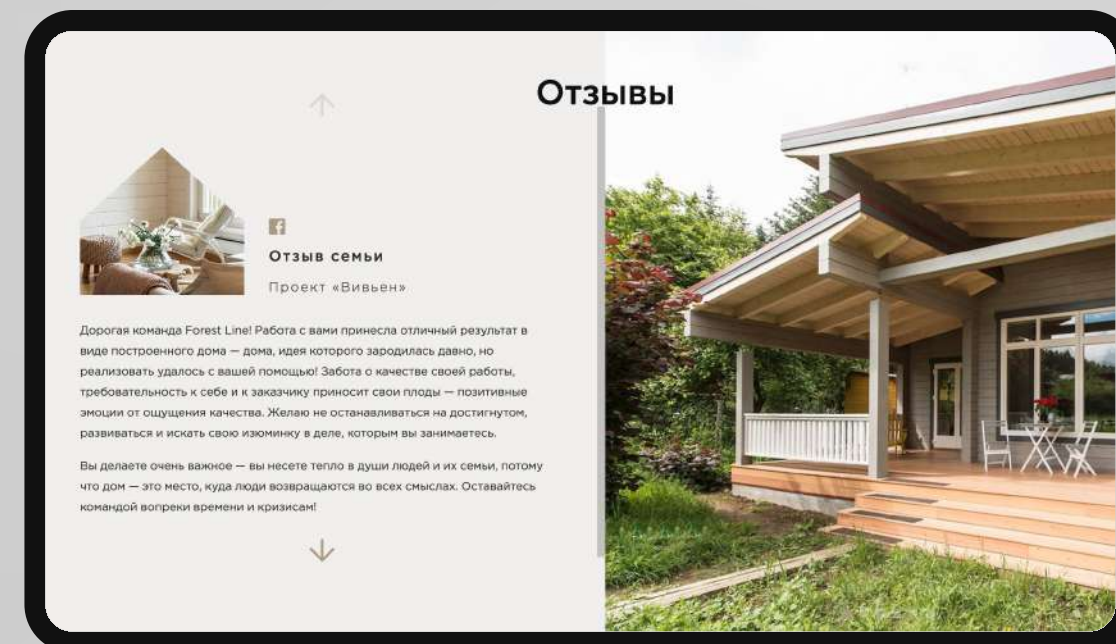 Отзывы
Отзыв семьи
Проект «Вивьен»
Дорогая команда Forest Line! Работа с вами принесла отличный результат в
виде построенного дома — дома, идея которого зародилась давно, но
реализовать удалось с вашей помощью! Забота о качестве своей работы,
требовательность к себе и к заказчику приносит свои плоды — позитивные
эмоции от ощущения качества. Желаю не останавливаться на достигнутом,
развиваться и искать свою изюминку в деле, которым вы занимаетесь.
Вы делаете очень важное — вы несете тепло в души людей и их семьи, потому
что дом — это место, куда люди возвращаются во всех смыслах. Оставайтесь
командой вопреки времени и кризисам!